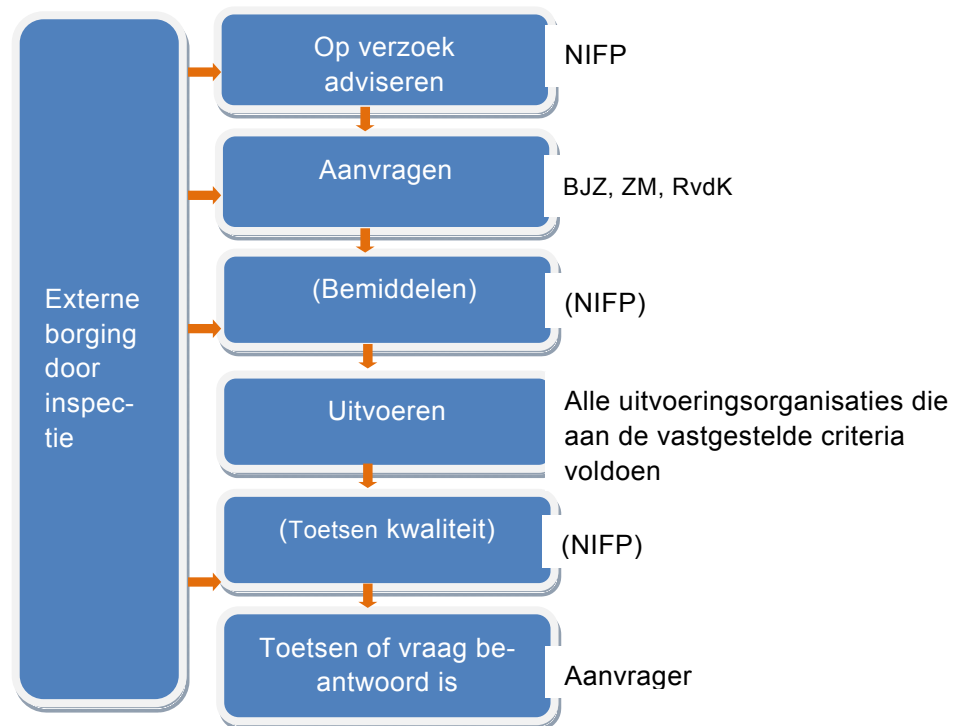 Externe
borging
door
inspec-
tie
Op verzoek
adviseren
NIFP
Aanvragen
BJZ, ZM, RvdK
(Bemiddelen)
(NIFP)
Uitvoeren
Alle uitvoeringsorganisaties die
aan de vastgestelde criteria
voldoen
(Toetsen kwaliteit)
(NIFP)
Toetsen of vraag be-
antwoord is
Aanvrager